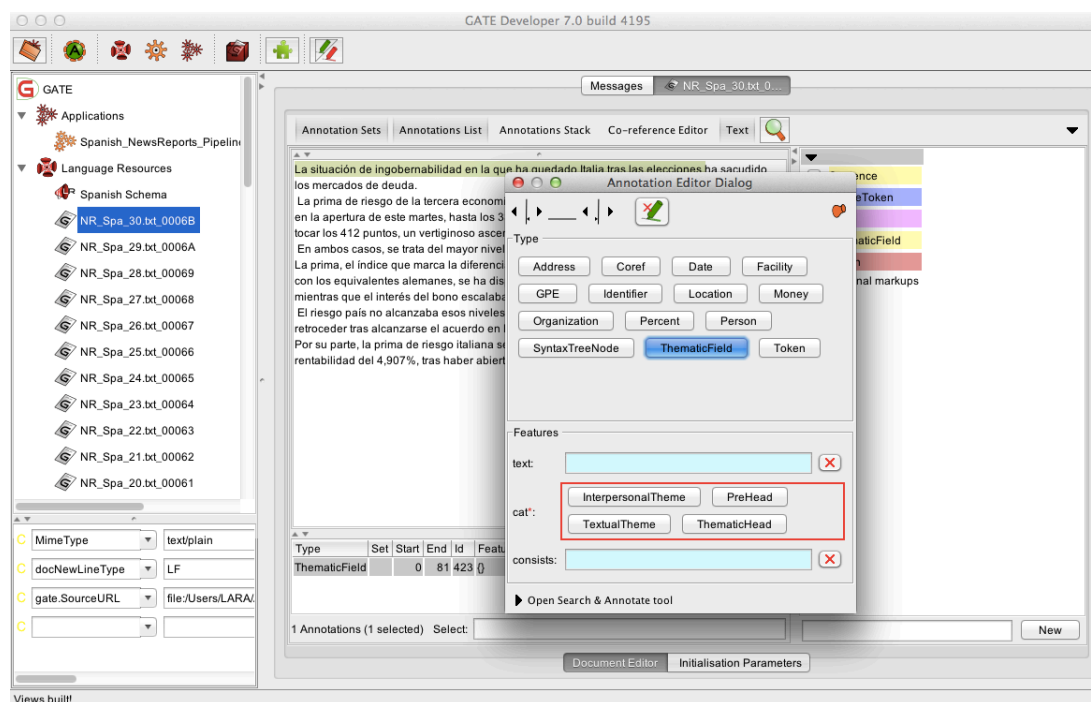 GATE Developer 7.0 build 4195
GATE
Applications
Spanish_NewsReports_Pipelin
Language Resources
Spanish Schema
NR_Spa_30.txt_0006B
NR_Spa_29.txt_0006A
NR_Spa_28.txt_00069
NR_Spa_27.txt_00068
NR_Spa_26.txt_00067
NR_Spa_25.txt_00066
NR_Spa_24.txt_00065
NR_Spa_23.txt_00064
NR_Spa_22.txt_00063
NR_Spa_21.txt_00062
NR_Spa_20.txt_00061
C MimeType text/plain
C docNewLineType LF
C gate.SourceURL file:/Users/LARA/
C
Views built!
Messages NR_Spa_30.txt_0...
Annotation Sets Annotations List Annotations Stack Co-reference Editor Text
La situación de ingobernabilidad en la que ha quedado Italia tras las elecciones ha sacudido
los mercados de deuda.
La prima de riesgo de la tercera econom
en la apertura de este martes, hasta los 3
tocar los 412 puntos, un vertiginoso ascer
En ambos casos, se trata del mayor nivel
La prima, el índice que marca la diferenci
con los equivalentes alemanes, se ha dis
mientras que el interés del bono escalaba
El riesgo país no alcanzaba esos niveles
retroceder tras alcanzarse el acuerdo en
Por su parte, la prima de riesgo italiana s
rentabilidad del 4,907%, tras haber abiert
Type Set Start End Id Featu
ThematicField 0 81 423 {}
1 Annotations (1 selected) Select:
Document Editor Initialisation Parameters
Annotation Editor Dialog
Type
Address Coref Date Facility
GPE Identifier Location Money
Organization Percent Person
SyntaxTreeNode ThematicField Token
Features
text:
cat*:
InterpersonalTheme PreHead
TextualTheme ThematicHead
consists:
Open Search & Annotate tool
ence
eToken
aticField
n
nal markups
New